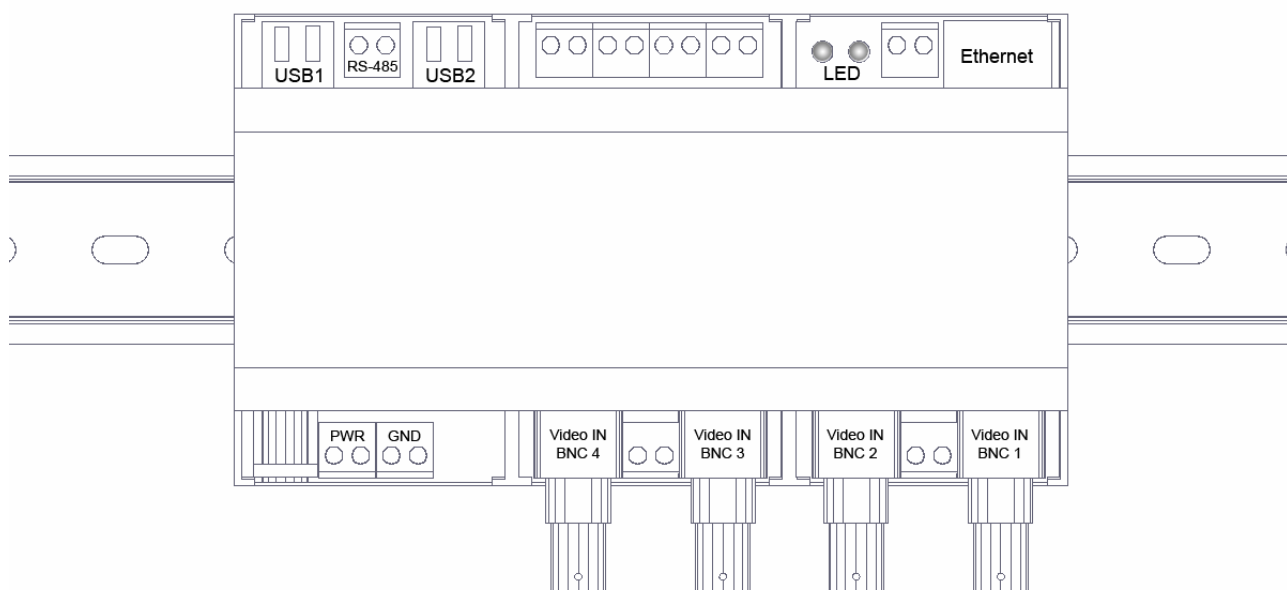 USB1
RS-485
USB2
LED
Ethernet
PWR
GND
Video IN
BNC 4
Video IN
BNC 3
Video IN
BNC 2
Video IN
BNC 1